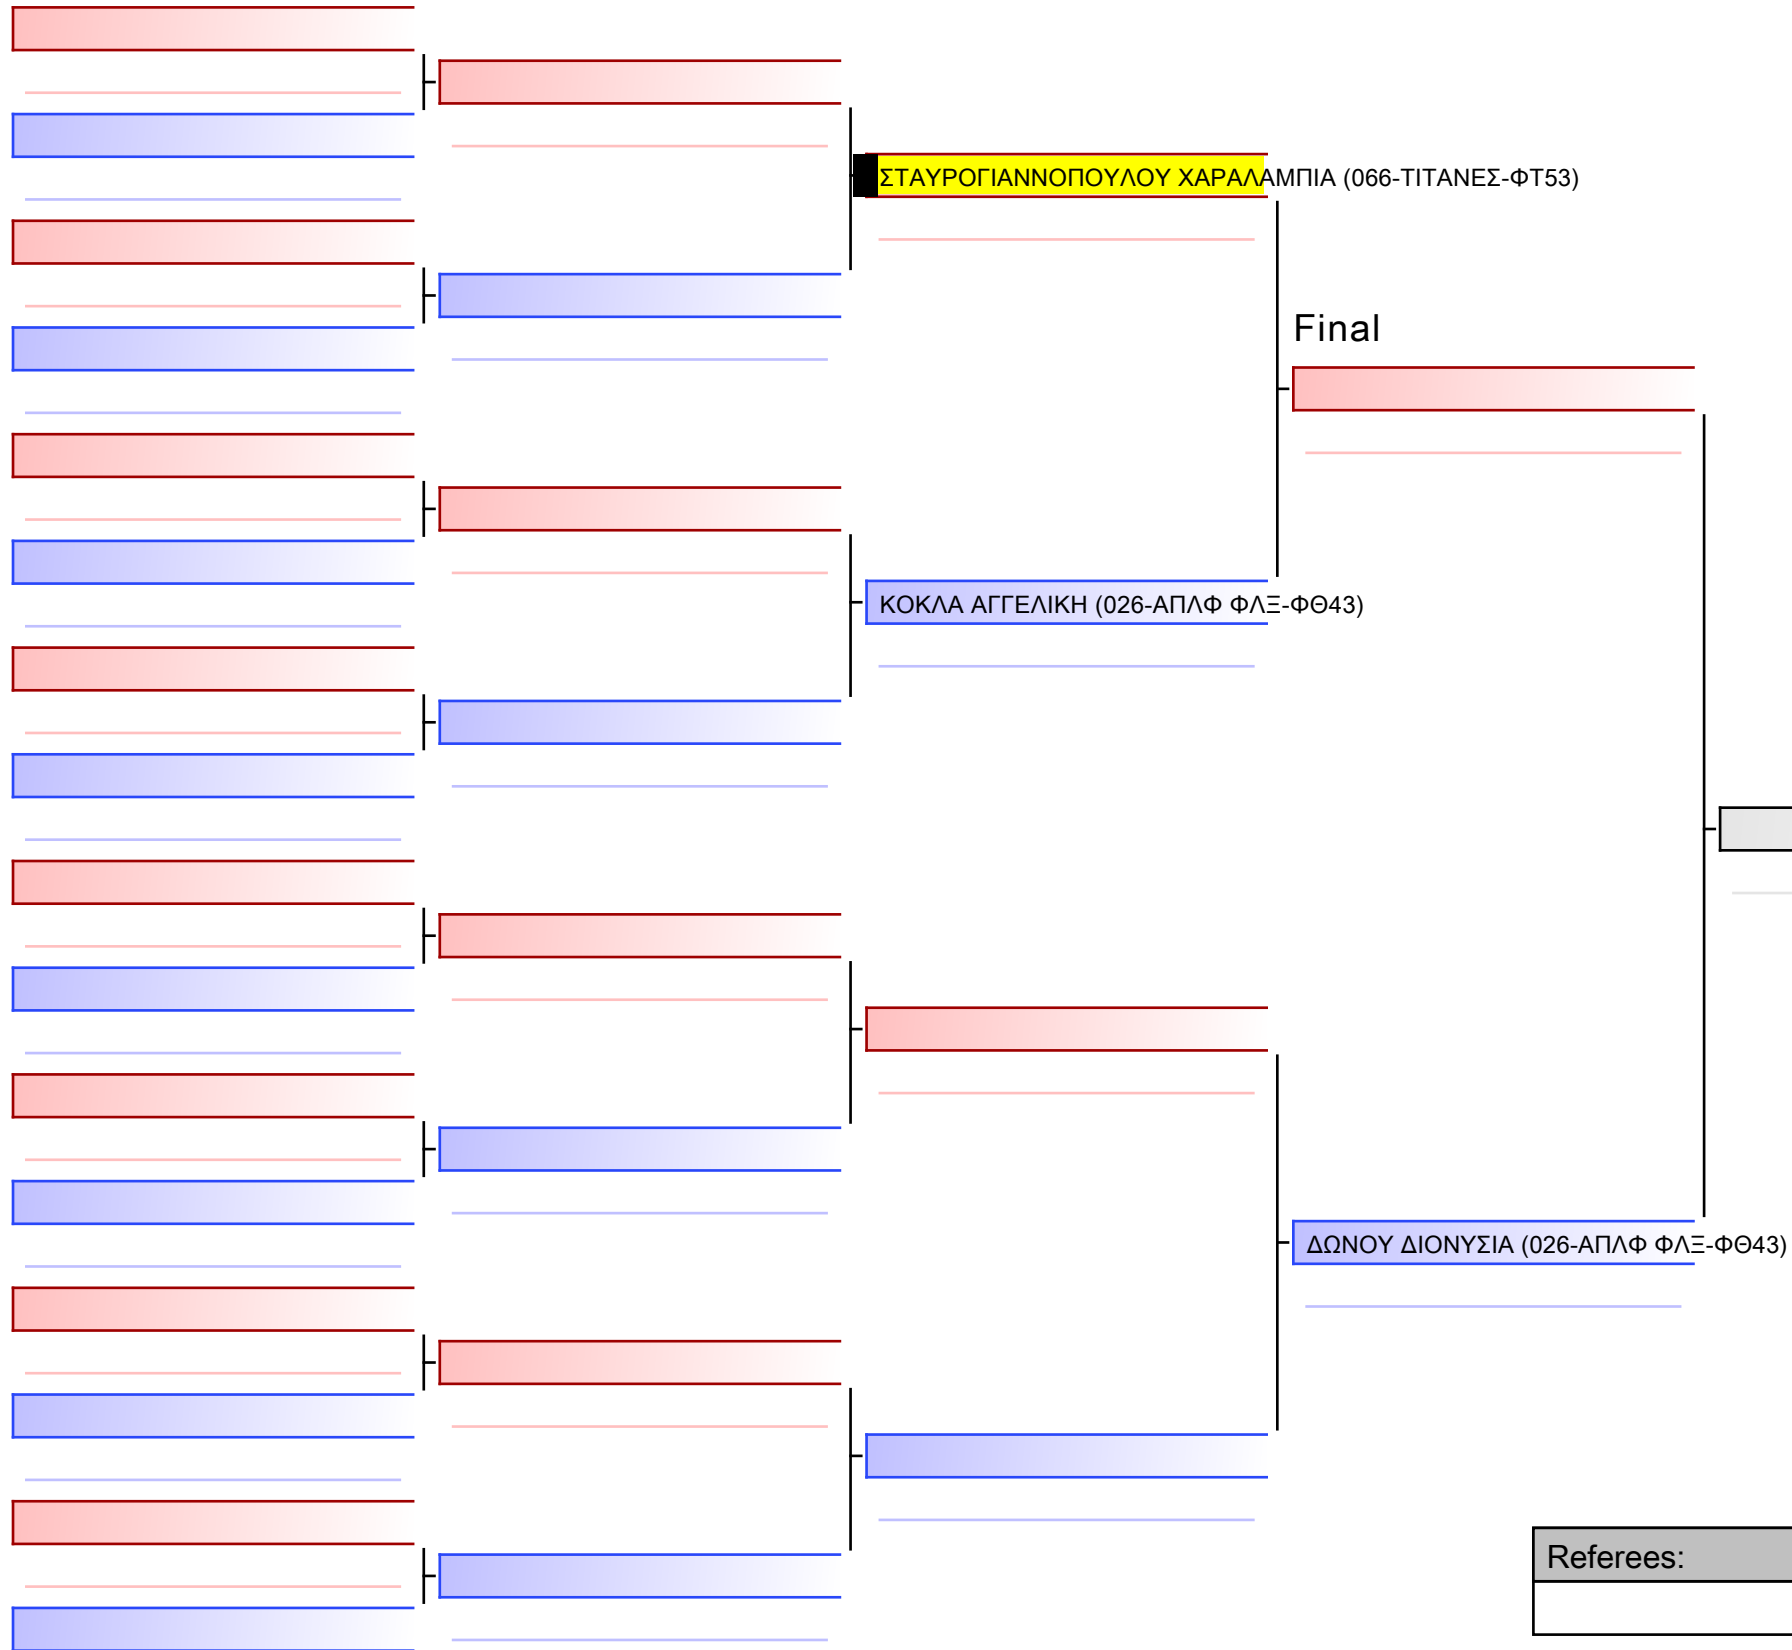 ΣΤΑΥΡΟΓΙΑΝΝΟΠΟΥΛΟΥ ΧΑΡΑΛΑΜΠΙΑ (066-ΤΙΤΑΝΕΣ-ΦΤ53)
Final
ΚΟΚΛΑ ΑΓΓΕΛΙΚΗ (026-ΑΠΛΦ ΦΛΞ-ΦΘ43)
ΔΩΝΟΥ ΔΙΟΝΥΣΙΑ (026-ΑΠΛΦ ΦΛΞ-ΦΘ43)
Referees: